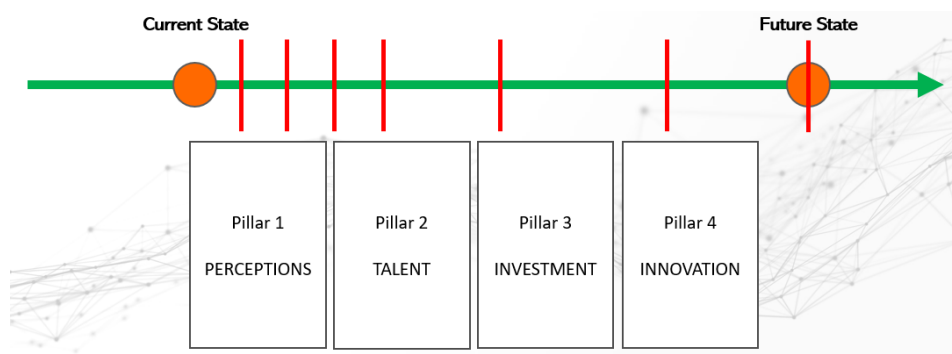 Current State
Future State
Pillar 1
PERCEPTIONS
Pillar 2
TALENT
Pillar 3
INVESTMENT
Pillar 4
INNOVATION